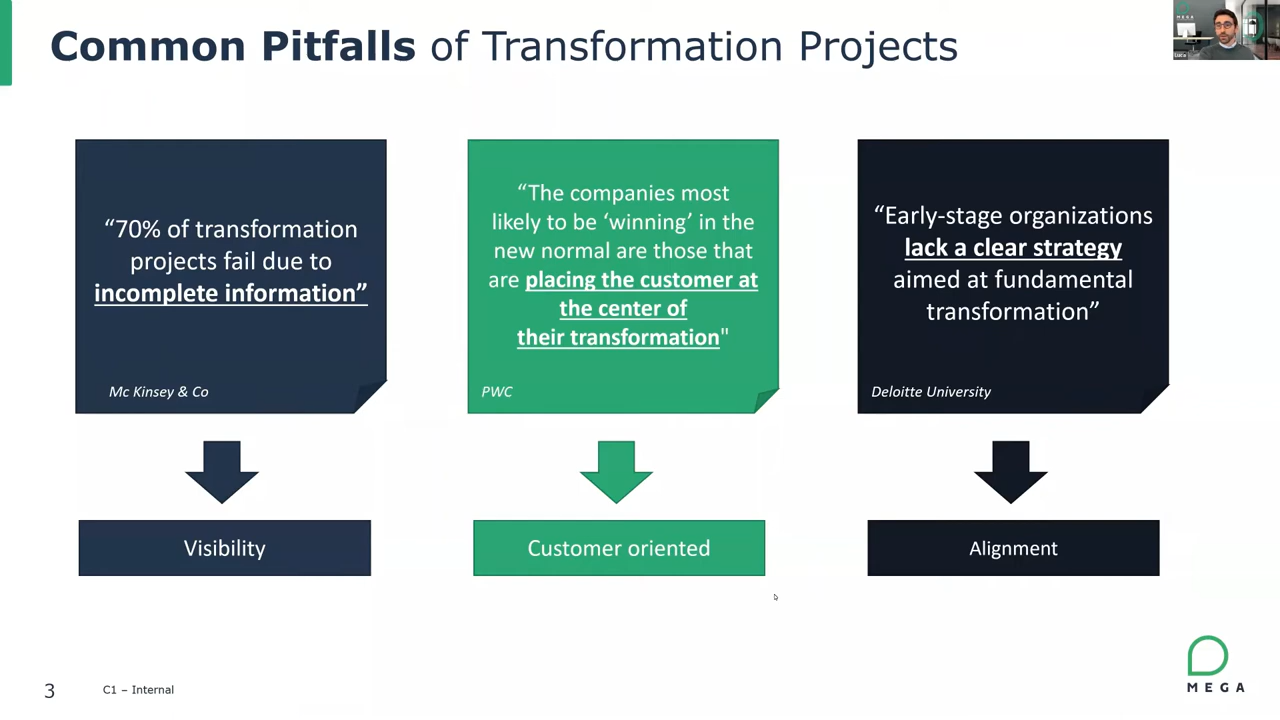 Common Pitfalls of Transformation Projects
“70% of transformation
projects fail due to
incomplete information”
Mc Kinsey & Co
“The companies most
likely to be ‘winning’ in the
new normal are those that
are placing the customer at
the center of
their transformation"
PWC
“Early-stage organizations
lack a clear strategy
aimed at fundamental
transformation”
Deloitte University
Visibility
Customer oriented
Alignment
3
C1 – Internal
MEGA
MEGA
Luca